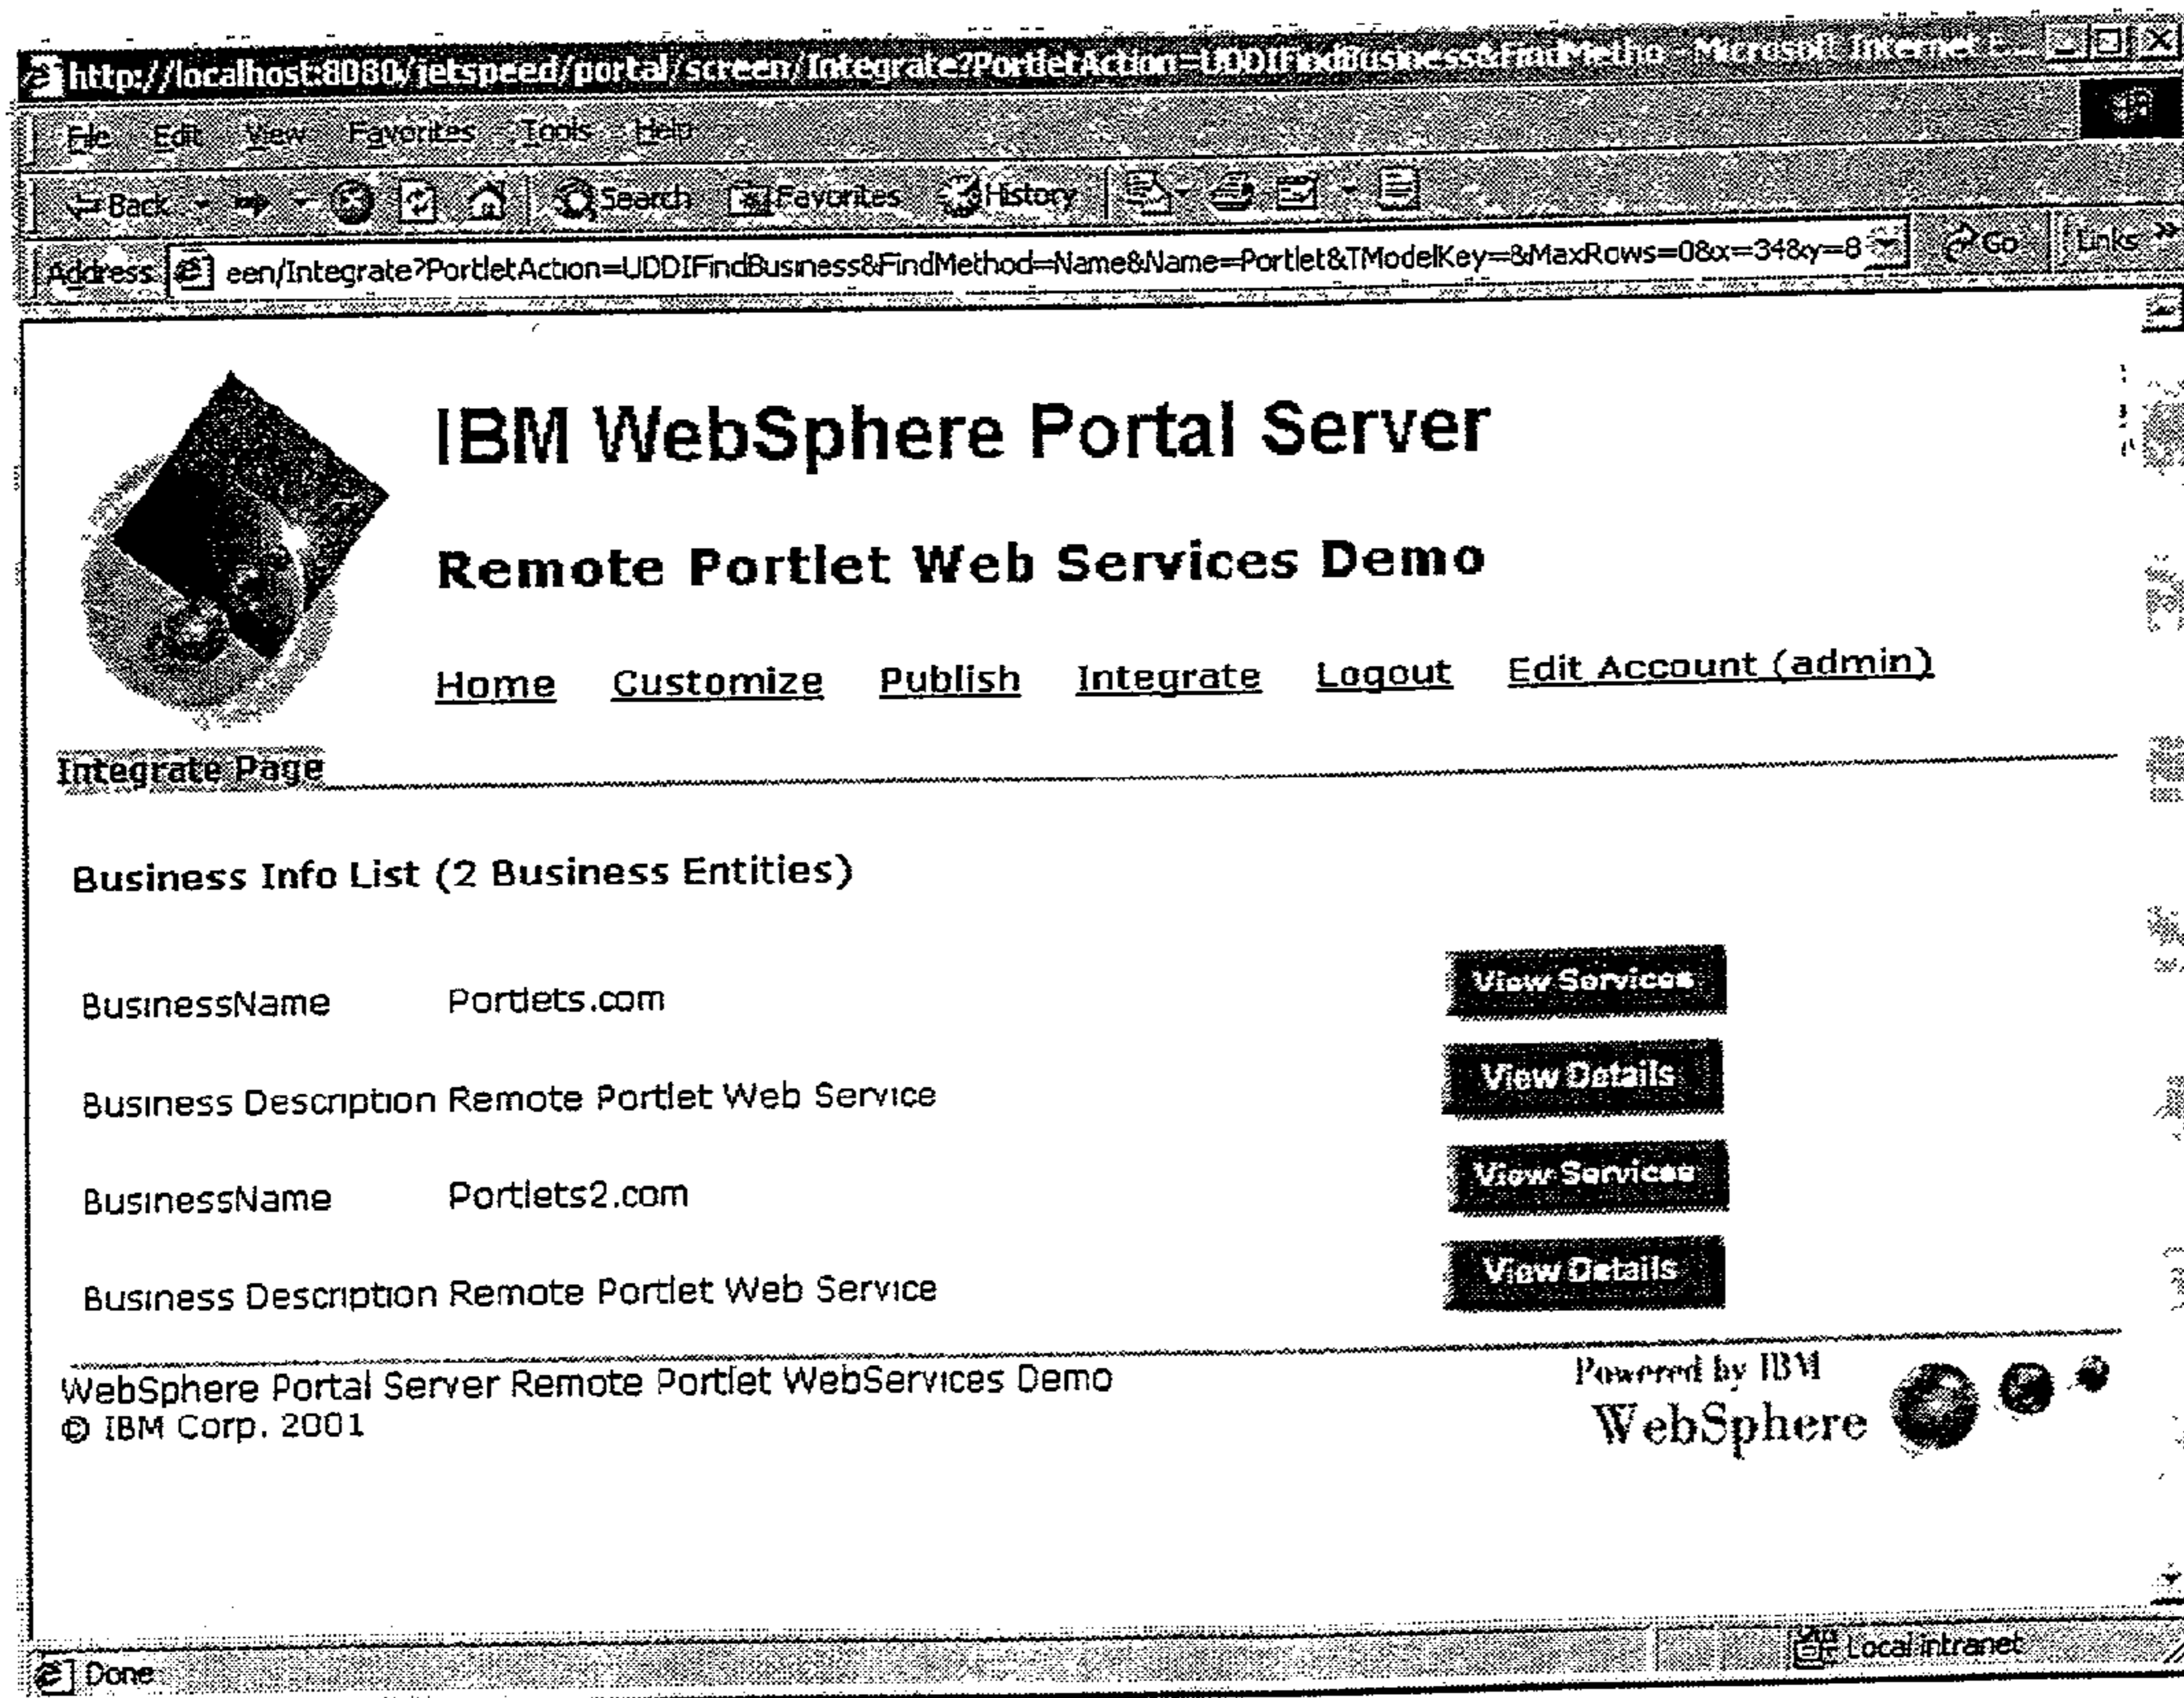 http://localhost:8080/jetspeed/portal/screen/Integrate?PortletAction=UDDIFindBusiness&FindMetho - Microsoft Internet E...
File Edit View Favorites Tools Help
Back Search Favorites History
Address een/Integrate?PortletAction=UDDIFindBusiness&FindMethod=Name&Name=Portlet&TModelKey=&MaxRows=0&x=34&y=8 Go Links »
IBM WebSphere Portal Server
Remote Portlet Web Services Demo
Home Customize Publish Integrate Logout Edit Account (admin)
Integrate Page
Business Info List (2 Business Entities)
BusinessName Portlets.com View Services
Business Description Remote Portlet Web Service View Details
BusinessName Portlets2.com View Services
Business Description Remote Portlet Web Service View Details
WebSphere Portal Server Remote Portlet WebServices Demo
© IBM Corp. 2001
Powered by IBM
WebSphere
Done Local intranet